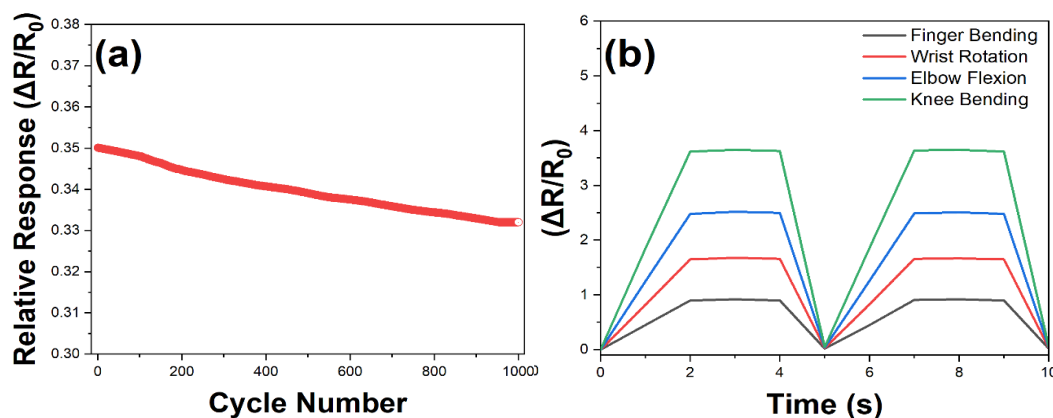 (a)
Relative Response (ΔR/R₀)
0.38
0.37
0.36
0.35
0.34
0.33
0.32
0.31
0.30
0
200
400
600
800
1000
Cycle Number
(b)
Finger Bending
Wrist Rotation
Elbow Flexion
Knee Bending
(ΔR/R₀)
6
5
4
3
2
1
0
0
2
4
6
8
10
Time (s)